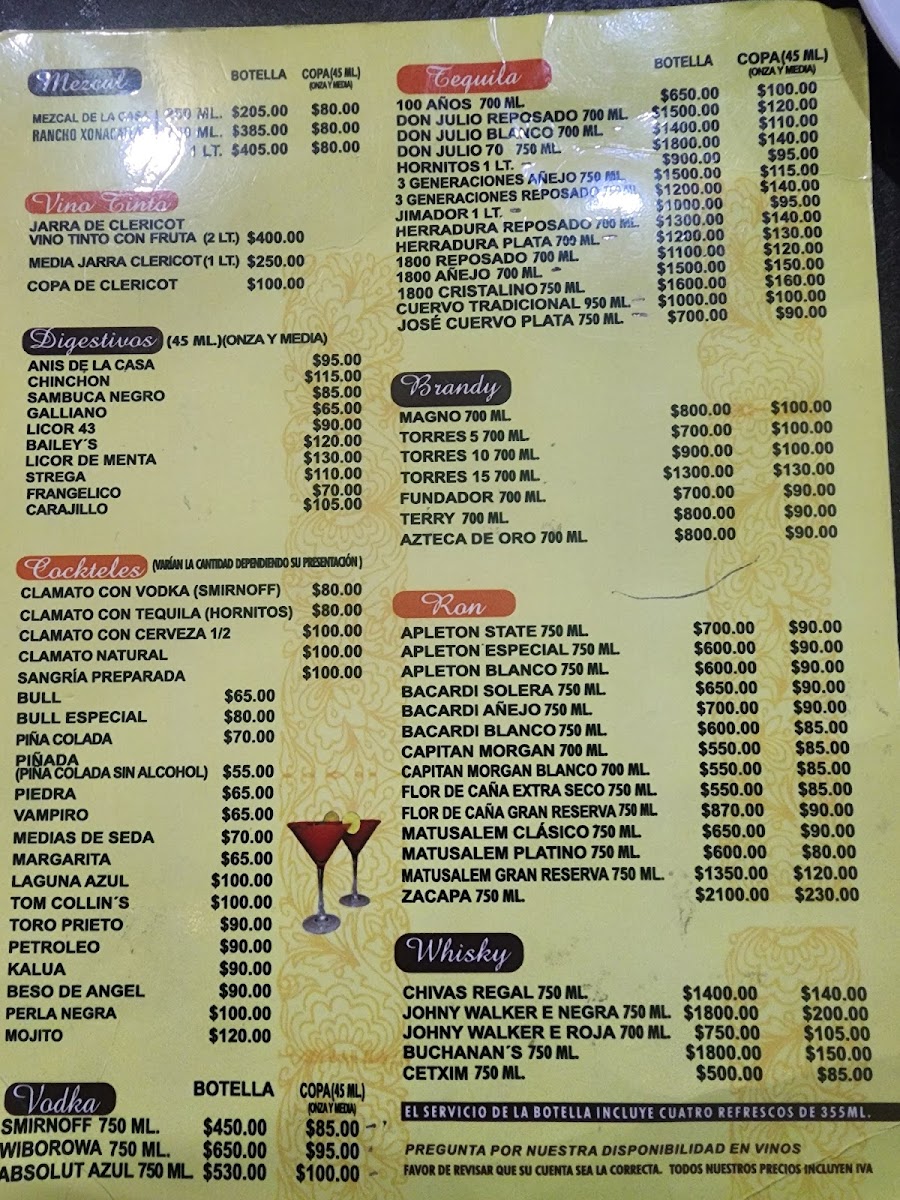 Mezcal BOTELLA COPA(45 ML.)
(ONZA Y MEDIA)
MEZCAL DE LA CASA 250 ML. $205.00 $80.00
RANCHO ML. $385.00 $80.00
1 LT. $405.00 $80.00
Vino Tinto
JARRA DE CLERICOT
VINO TINTO CON FRUTA (2 LT.) $400.00
MEDIA JARRA CLERICOT (1 LT.) $250.00
COPA DE CLERICOT $100.00
Digestivos (45 ML.)(ONZA Y MEDIA)
ANIS DE LA CASA $95.00
CHINCHON $115.00
SAMBUCA NEGRO $85.00
GALLIANO $65.00
LICOR 43 $90.00
BAILEY´S $120.00
LICOR DE MENTA $130.00
STREGA $110.00
FRANGELICO $70.00
CARAJILLO $105.00
Cockteles (VARÍAN LA CANTIDAD DEPENDIENDO SU PRESENTACIÓN)
CLAMATO CON VODKA (SMIRNOFF) $80.00
CLAMATO CON TEQUILA (HORNITOS) $80.00
CLAMATO CON CERVEZA 1/2 $100.00
CLAMATO NATURAL $100.00
SANGRÍA PREPARADA $100.00
BULL $65.00
BULL ESPECIAL $80.00
PIÑA COLADA $70.00
PIÑADA
(PIÑA COLADA SIN ALCOHOL) $55.00
PIEDRA $65.00
VAMPIRO $65.00
MEDIAS DE SEDA $70.00
MARGARITA $65.00
LAGUNA AZUL $100.00
TOM COLLIN´S $100.00
TORO PRIETO $90.00
PETROLEO $90.00
KALUA $90.00
BESO DE ANGEL $90.00
PERLA NEGRA $100.00
MOJITO $120.00
Vodka BOTELLA COPA(45 ML)
(ONZA Y MEDIA)
SMIRNOFF 750 ML. $450.00 $85.00
WIBOROWA 750 ML. $650.00 $95.00
ABSOLUT AZUL 750 ML. $530.00 $100.00
Tequila BOTELLA COPA(45 ML)
(ONZA Y MEDIA)
100 AÑOS 700 ML $650.00 $100.00
DON JULIO REPOSADO 700 ML. $1500.00 $120.00
DON JULIO BLANCO 700 ML $1400.00 $110.00
DON JULIO 70 750 ML. $1800.00 $140.00
HORNITOS 1 LT. $900.00 $95.00
3 GENERACIONES AÑEJO 750 ML. $1500.00 $115.00
3 GENERACIONES REPOSADO 750 ML $1200.00 $140.00
JIMADOR 1 LT. $1000.00 $95.00
HERRADURA REPOSADO 700 ML. $1300.00 $140.00
HERRADURA PLATA 700 ML. $1200.00 $130.00
1800 REPOSADO 700 ML. $1100.00 $120.00
1800 AÑEJO 700 ML. $1500.00 $150.00
1800 CRISTALINO 750 ML. $1600.00 $160.00
CUERVO TRADICIONAL 950 ML. $1000.00 $100.00
JOSÉ CUERVO PLATA 750 ML. $700.00 $90.00
Brandy
MAGNO 700 ML. $800.00 $100.00
TORRES 5 700 ML. $700.00 $100.00
TORRES 10 700 ML. $900.00 $100.00
TORRES 15 700 ML. $1300.00 $130.00
FUNDADOR 700 ML. $700.00 $90.00
TERRY 700 ML. $800.00 $90.00
AZTECA DE ORO 700 ML. $800.00 $90.00
Ron
APLETON STATE 750 ML. $700.00 $90.00
APLETON ESPECIAL 750 ML. $600.00 $90.00
APLETON BLANCO 750 ML. $600.00 $90.00
BACARDI SOLERA 750 ML. $650.00 $90.00
BACARDI AÑEJO 750 ML. $700.00 $90.00
BACARDI BLANCO 750 ML. $600.00 $85.00
CAPITAN MORGAN 700 ML. $550.00 $85.00
CAPITAN MORGAN BLANCO 700 ML. $550.00 $85.00
FLOR DE CAÑA EXTRA SECO 750 ML. $550.00 $85.00
FLOR DE CAÑA GRAN RESERVA 750 ML. $870.00 $90.00
MATUSALEM CLÁSICO 750 ML. $650.00 $90.00
MATUSALEM PLATINO 750 ML. $600.00 $80.00
MATUSALEM GRAN RESERVA 750 ML. $1350.00 $120.00
ZACAPA 750 ML. $2100.00 $230.00
Whisky
CHIVAS REGAL 750 ML. $1400.00 $140.00
JOHNY WALKER E NEGRA 750 ML. $1800.00 $200.00
JOHNY WALKER E ROJA 700 ML. $750.00 $105.00
BUCHANAN´S 750 ML. $1800.00 $150.00
CETXIM 750 ML. $500.00 $85.00
EL SERVICIO DE LA BOTELLA INCLUYE CUATRO REFRESCOS DE 355ML.
PREGUNTA POR NUESTRA DISPONIBILIDAD EN VINOS
FAVOR DE REVISAR QUE SU CUENTA SEA LA CORRECTA. TODOS NUESTROS PRECIOS INCLUYEN IVA